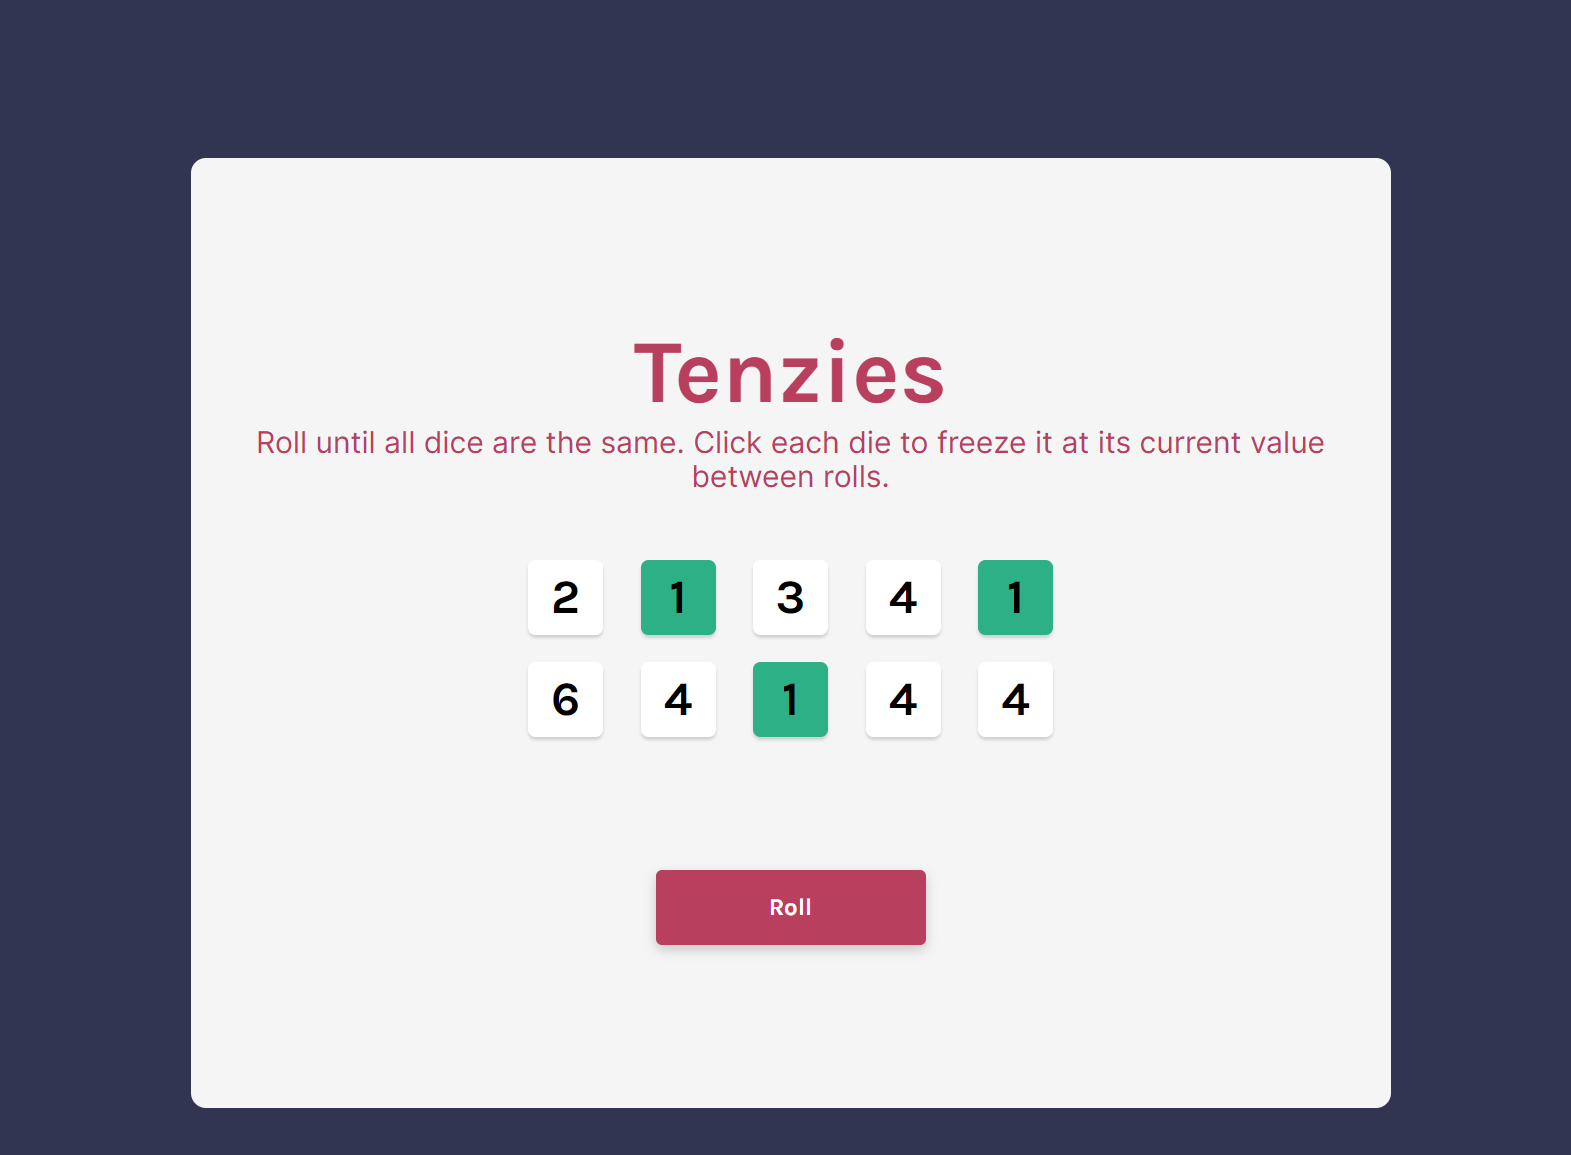 Tenzies
Roll until all dice are the same. Click each die to freeze it at its current value
between rolls.
2 1 3 4 1
6 4 1 4 4
Roll